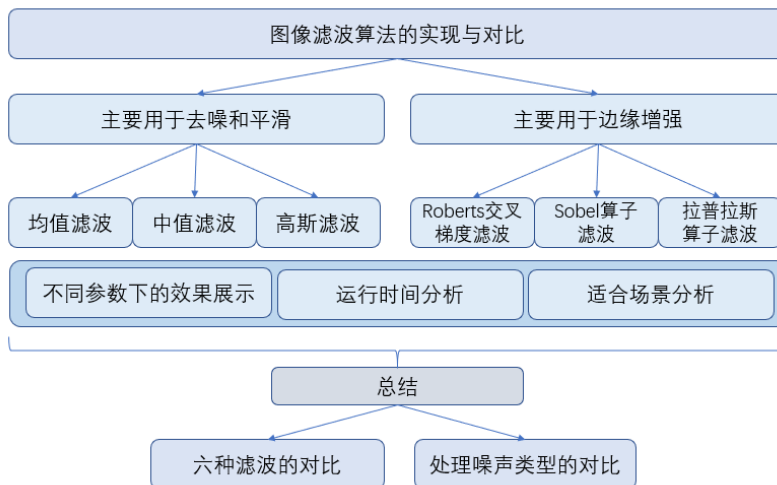 图像滤波算法的实现与对比
主要用于去噪和平滑
主要用于边缘增强
均值滤波
中值滤波
高斯滤波
Roberts交叉
梯度滤波
Sobel算子
滤波
拉普拉斯
算子滤波
不同参数下的效果展示
运行时间分析
适合场景分析
总结
六种滤波的对比
处理噪声类型的对比